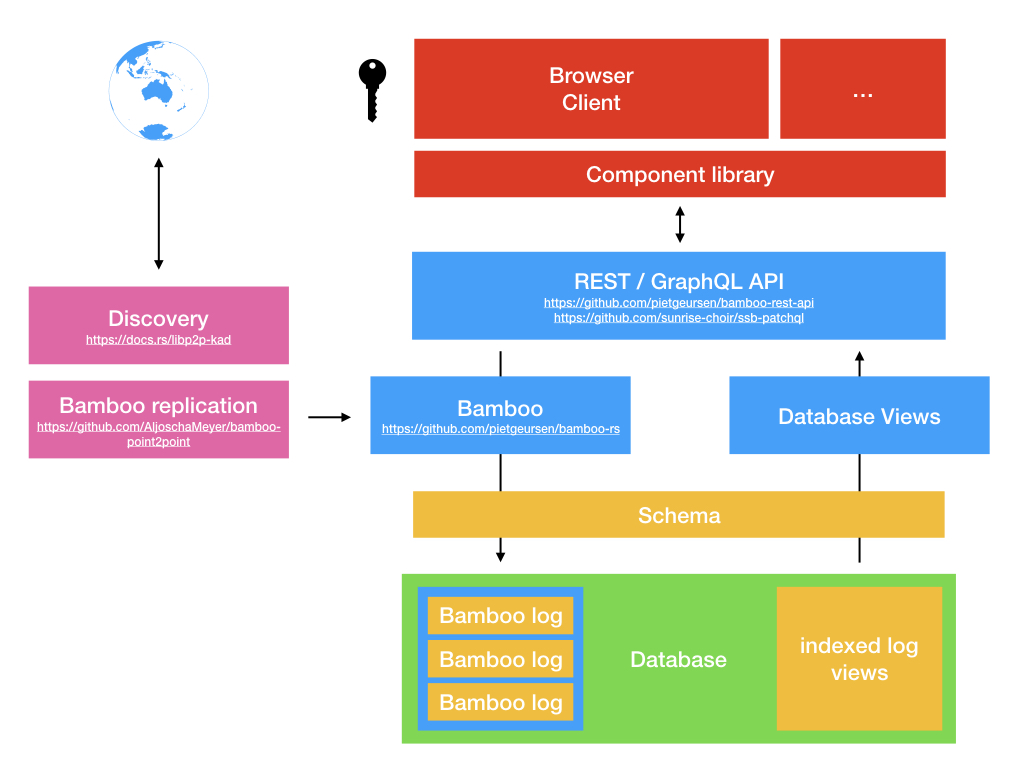 Browser
Client
...
Component library
REST / GraphQL API
https://github.com/pietgeursen/bamboo-rest-api
https://github.com/sunrise-choir/ssb-patchql
Discovery
https://docs.rs/libp2p-kad
Bamboo replication
https://github.com/AljoschaMeyer/bamboo-
point2point
Bamboo
https://github.com/pietgeursen/bamboo-rs
Database Views
Schema
Bamboo log
Bamboo log
Bamboo log
Database
indexed log
views